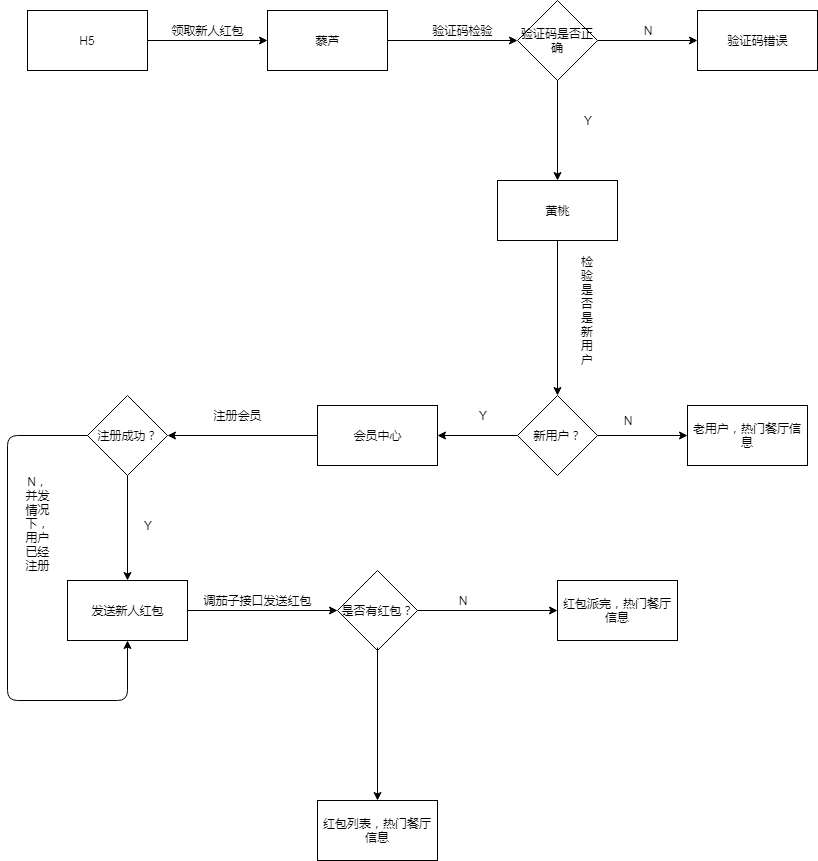 H5
领取新人红包
藜芦
验证码检验
验证码是否正
确
N
验证码错误
Y
黄桃
检
验
是
否
是
新
用
户
注册成功？
注册会员
会员中心
Y
新用户？
N
老用户，热门餐厅信
息
N，
并发
情况
下，
用户
已经
注册
Y
发送新人红包
调茄子接口发送红包
是否有红包？
N
红包派完，热门餐厅
信息
红包列表，热门餐厅
信息